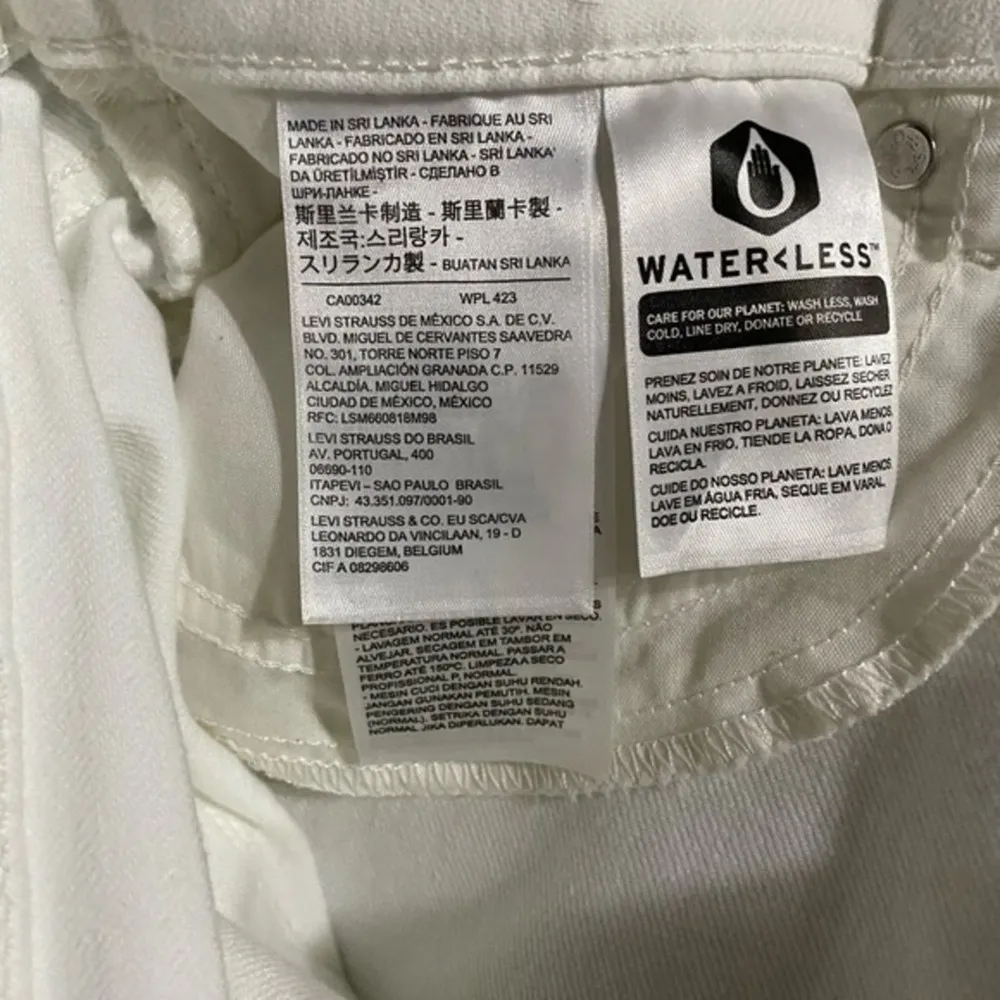 MADE IN SRI LANKA - FABRIQUE AU SRI
LANKA - FABRICADO EN SRI LANKA -
FABRICADO NO SRI LANKA - SRİ LANKA'
DA ÜRETİLMİŞTİR - СДЕЛАНО В
ШРИ-ЛАНКЕ -
斯里兰卡制造 - 斯里蘭卡製 -
제조국:스리랑카 -
スリランカ製 - BUATAN SRI LANKA
CA00342 WPL 423
LEVI STRAUSS DE MÉXICO S.A. DE C.V.
BLVD. MIGUEL DE CERVANTES SAAVEDRA
NO. 301, TORRE NORTE PISO 7
COL. AMPLIACIÓN GRANADA C.P. 11529
ALCALDÍA. MIGUEL HIDALGO
CIUDAD DE MÉXICO, MÉXICO
RFC: LSM660818M98
LEVI STRAUSS DO BRASIL
AV. PORTUGAL, 400
06690-110
ITAPEVI – SAO PAULO BRASIL
CNPJ: 43.351.097/0001-90
LEVI STRAUSS & CO. EU SCA/CVA
LEONARDO DA VINCILAAN, 19 - D
1831 DIEGEM, BELGIUM
CIF A 08298606
NECESARIO. ES POSIBLE LAVAR EN SECO.
- LAVAGEM NORMAL ATÉ 30º. NÃO
ALVEJAR. SECAGEM EM TAMBOR EM
TEMPERATURA NORMAL. PASSAR A
FERRO ATÉ 150ºC. LIMPEZA A SECO
PROFISSIONAL P, NORMAL.
- MESIN CUCI DENGAN SUHU RENDAH.
JANGAN GUNAKAN PEMUTIH. MESIN
PENGERING DENGAN SUHU SEDANG
(NORMAL). SETRIKA DENGAN SUHU
NORMAL JIKA DIPERLUKAN. DAPAT
WATER<LESS™
CARE FOR OUR PLANET: WASH LESS, WASH
COLD, LINE DRY, DONATE OR RECYCLE
PRENEZ SOIN DE NOTRE PLANETE: LAVEZ
MOINS, LAVEZ A FROID, LAISSEZ SECHER
NATURELLEMENT, DONNEZ OU RECYCLEZ
CUIDA NUESTRO PLANETA: LAVA MENOS,
LAVA EN FRIO, TIENDE LA ROPA, DONA O
RECICLA.
CUIDE DO NOSSO PLANETA: LAVE MENOS,
LAVE EM ÁGUA FRIA, SEQUE EM VARAL,
DOE OU RECICLE.